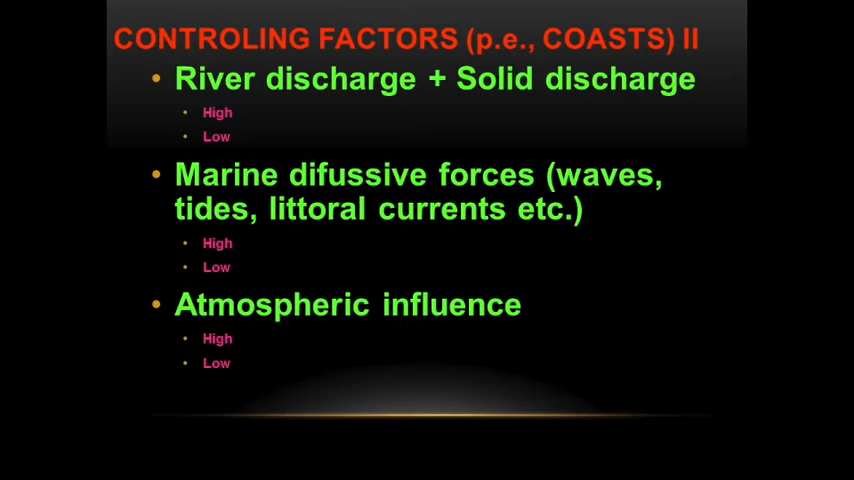 CONTROLING FACTORS (p.e., COASTS) II
• River discharge + Solid discharge
• High
• Low
• Marine difussive forces (waves,
tides, littoral currents etc.)
• High
• Low
• Atmospheric influence
• High
• Low